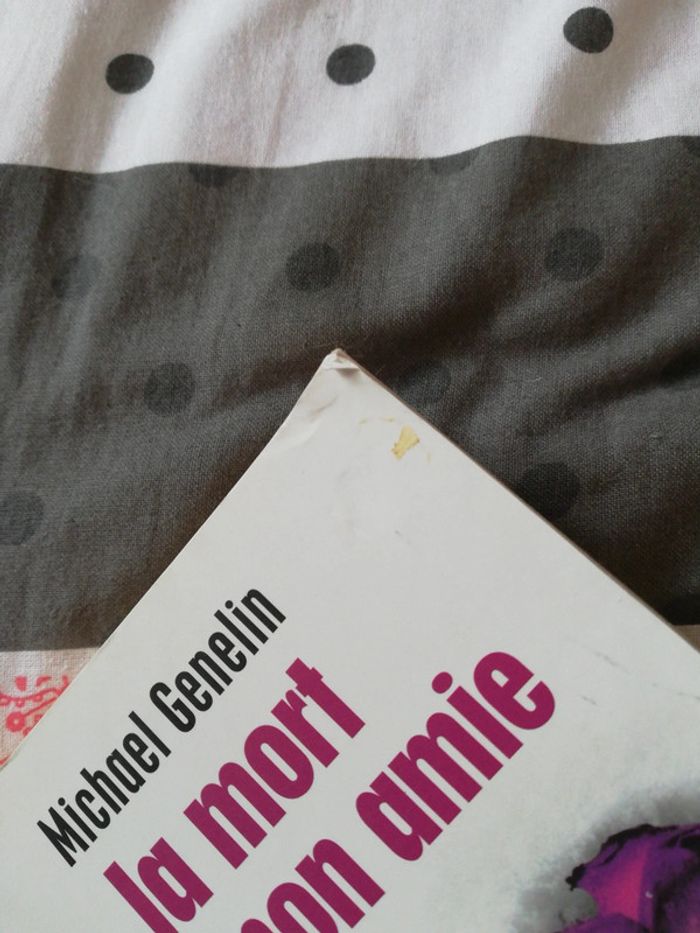 Michael Genelin
la mort
mon amie